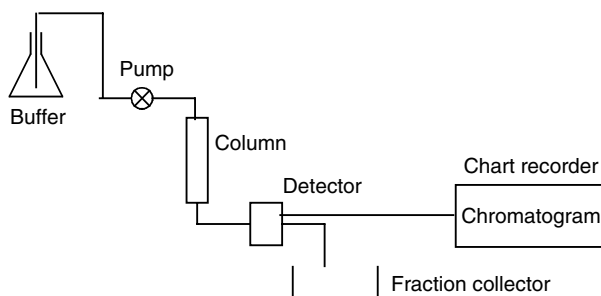 Pump
Buffer
Column
Chart recorder
Detector
Chromatogram
Fraction collector